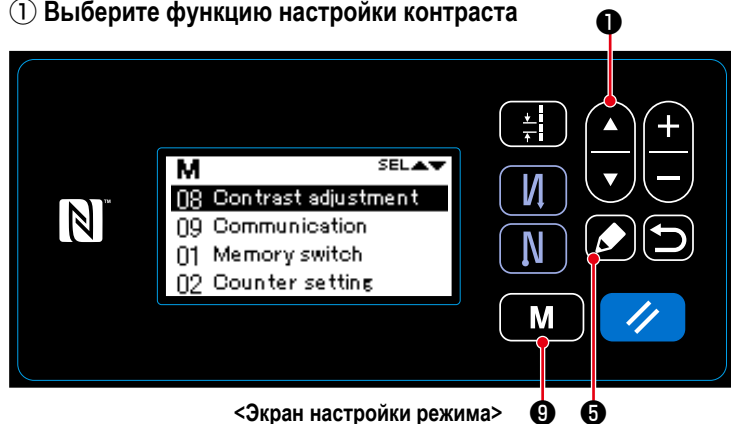 ① Выберите функцию настройки контраста
❶
M SEL▲▼
08 Contrast adjustment
09 Communication
01 Memory switch
02 Counter setting
N™
M
<Экран настройки режима>
❾ ❺